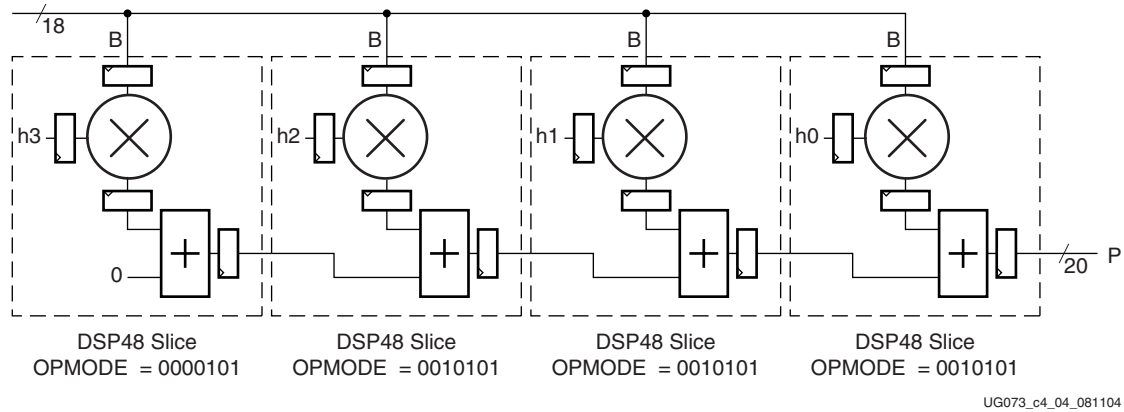 18
B
B
B
B
h3
h2
h1
h0
0
20
P
DSP48 Slice
OPMODE = 0000101
DSP48 Slice
OPMODE = 0010101
DSP48 Slice
OPMODE = 0010101
DSP48 Slice
OPMODE = 0010101
UG073_c4_04_081104